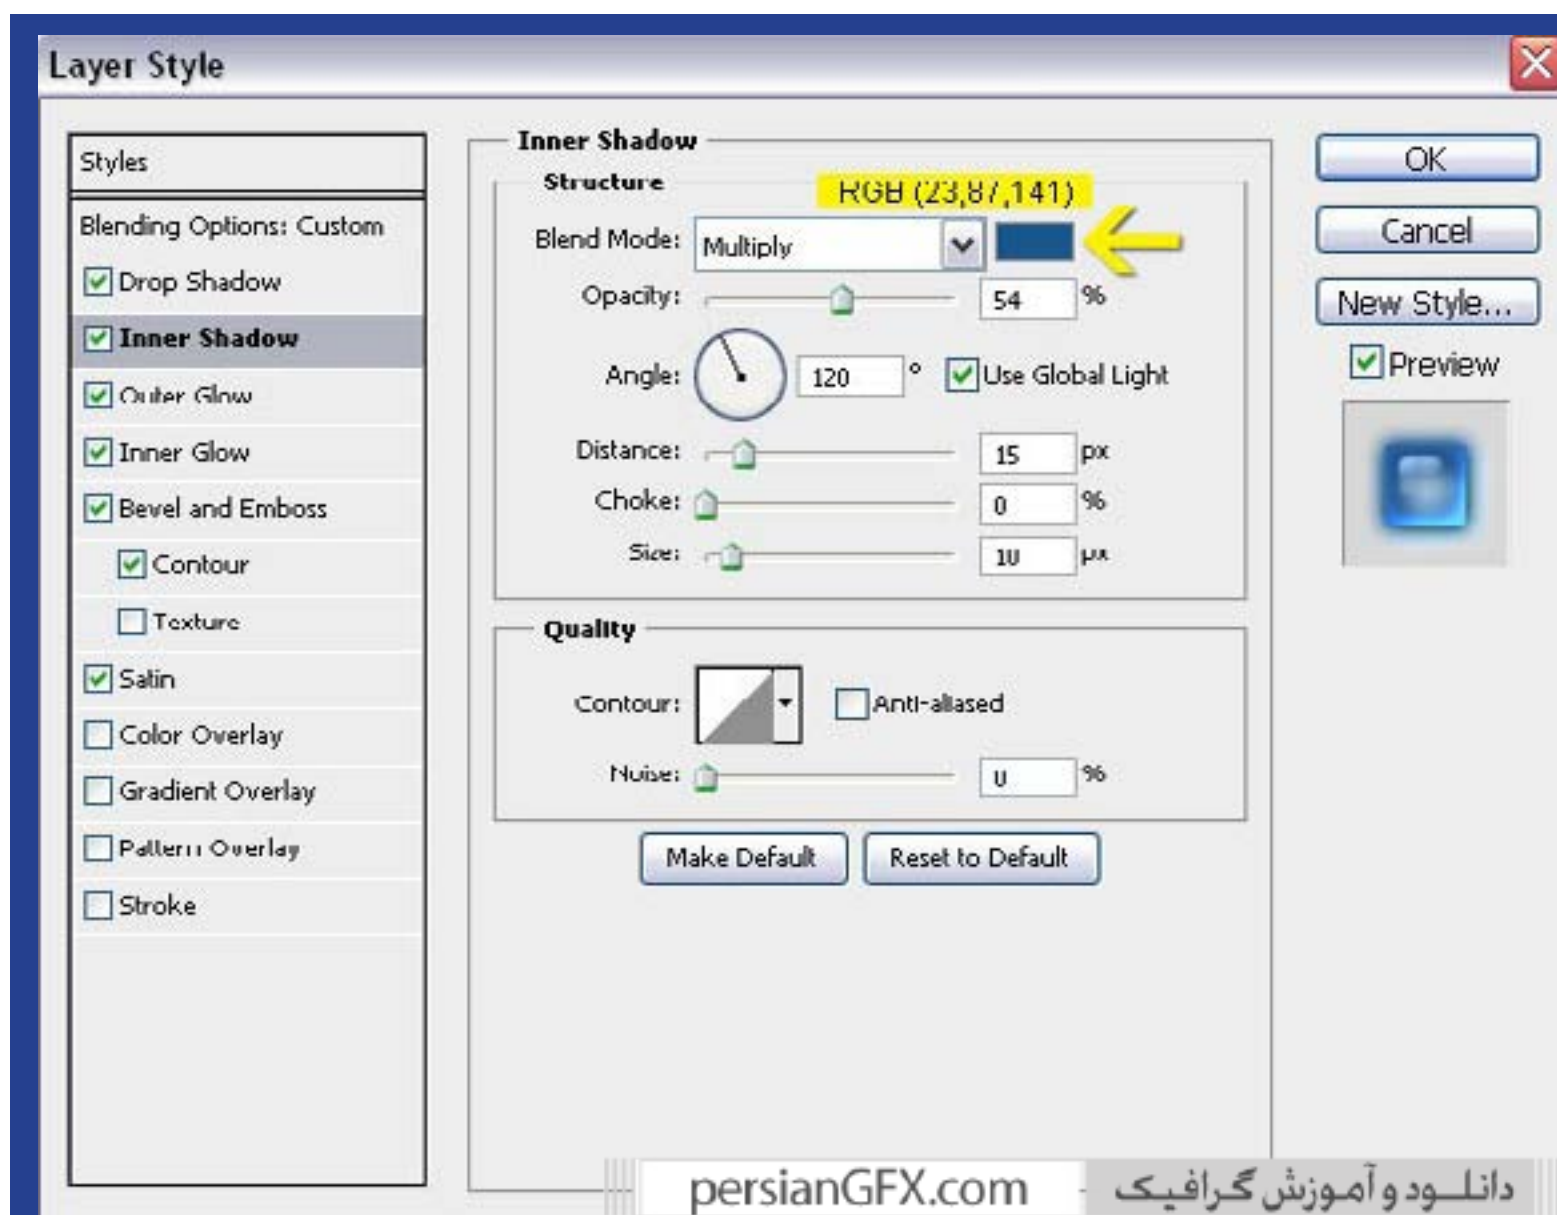 Layer Style
Styles
Blending Options: Custom
Drop Shadow
Inner Shadow
Outer Glow
Inner Glow
Bevel and Emboss
Contour
Texture
Satin
Color Overlay
Gradient Overlay
Pattern Overlay
Stroke
Inner Shadow
Structure
RGB (23,87,141)
Blend Mode: Multiply
Opacity: 54 %
Angle: 120 ° Use Global Light
Distance: 15 px
Choke: 0 %
Size: 10 px
Quality
Contour: Anti-aliased
Noise: 0 %
Make Default Reset to Default
OK
Cancel
New Style...
Preview
persianGFX.com - دانلــود و آموزش گرافیک